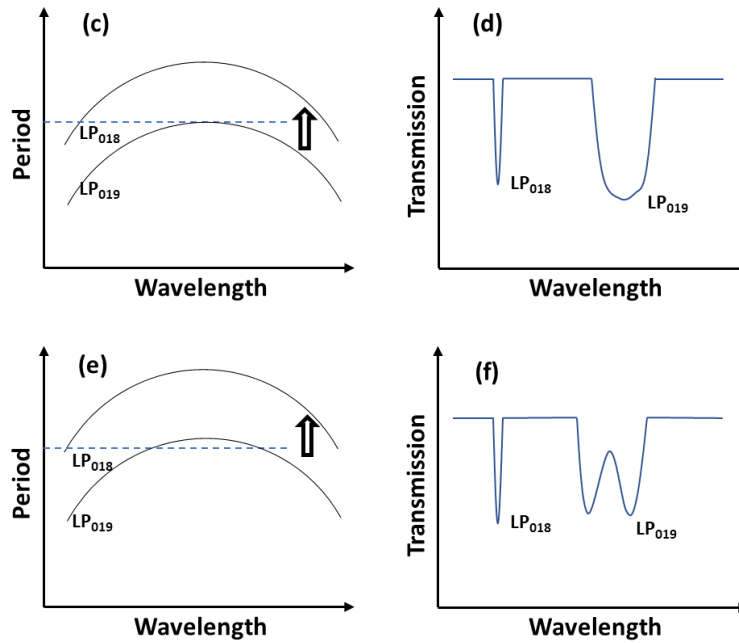 (c)
Period
LP018
LP019
Wavelength
(d)
Transmission
LP018
LP019
Wavelength
(e)
Period
LP018
LP019
Wavelength
(f)
Transmission
LP018
LP019
Wavelength